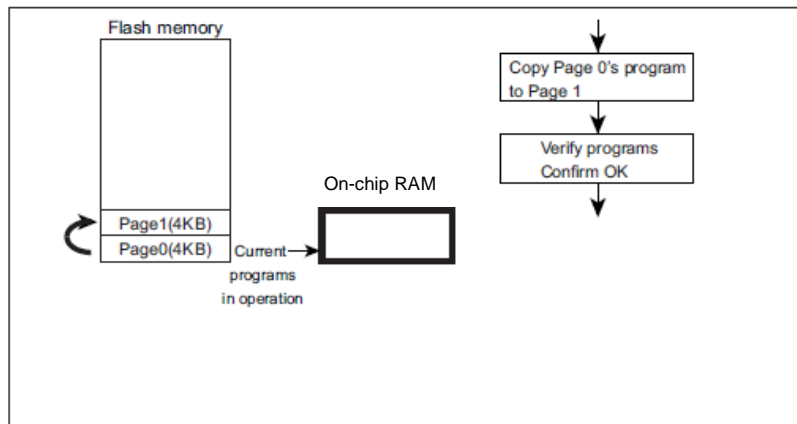 Flash memory
Page1(4KB)
Page0(4KB)
Current
programs
in operation
On-chip RAM
Copy Page 0's program
to Page 1
Verify programs
Confirm OK